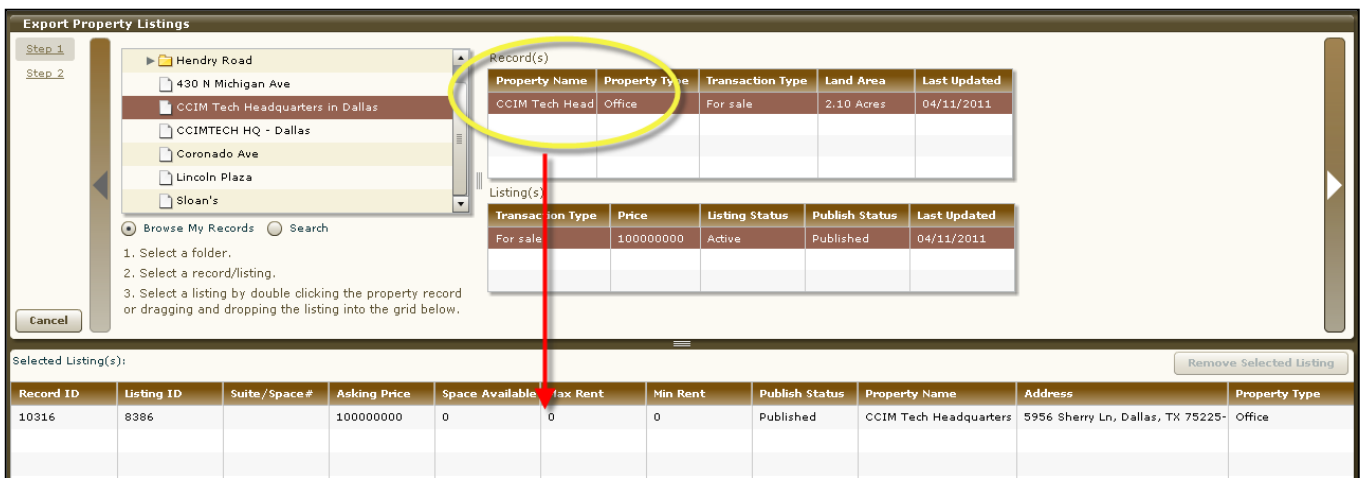 Export Property Listings
Step 1
Step 2
Hendry Road
430 N Michigan Ave
CCIM Tech Headquarters in Dallas
CCIMTECH HQ - Dallas
Coronado Ave
Lincoln Plaza
Sloan's
Browse My Records Search
1. Select a folder.
2. Select a record/listing.
3. Select a listing by double clicking the property record
or dragging and dropping the listing into the grid below.
Cancel
Record(s)
Property Name Property Type Transaction Type Land Area Last Updated
CCIM Tech Head Office For sale 2.10 Acres 04/11/2011
Listing(s)
Transaction Type Price Listing Status Publish Status Last Updated
For sale 100000000 Active Published 04/11/2011
Selected Listing(s):
Remove Selected Listing
Record ID Listing ID Suite/Space# Asking Price Space Available Max Rent Min Rent Publish Status Property Name Address Property Type
10316 8386 100000000 0 0 0 Published CCIM Tech Headquarters 5956 Sherry Ln, Dallas, TX 75225- Office